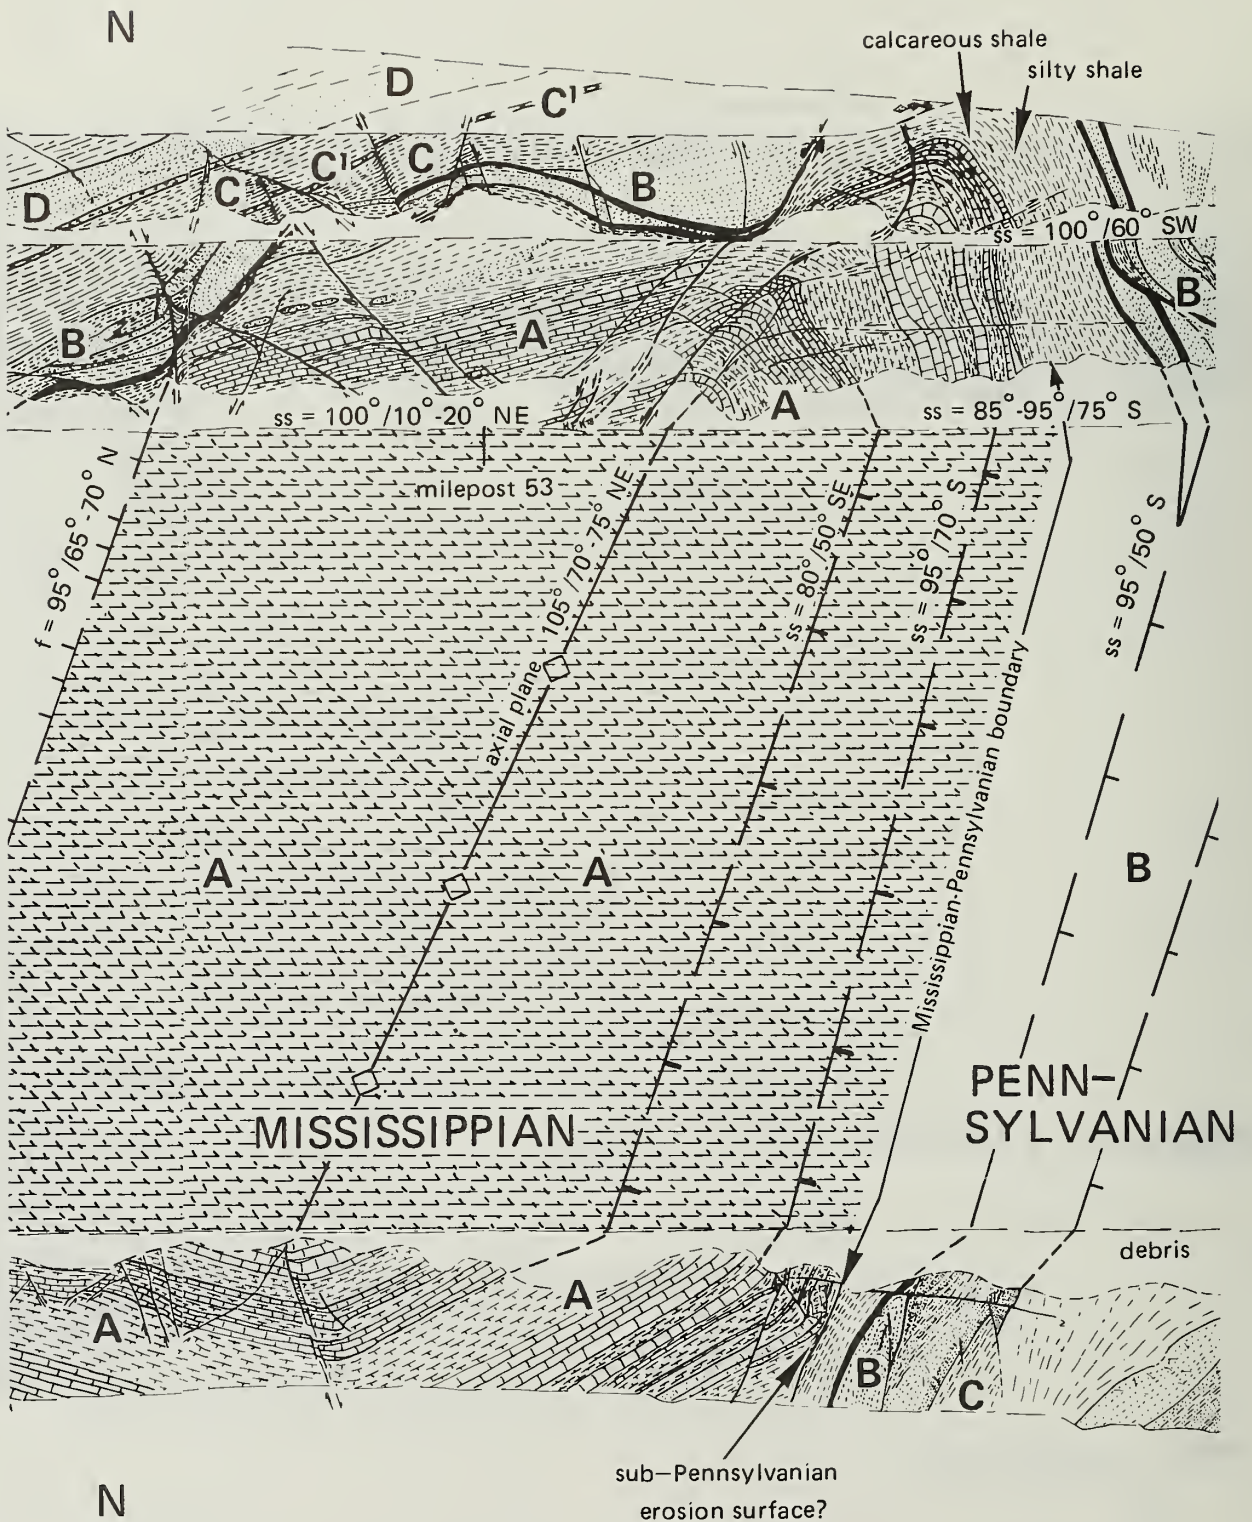 N
calcareous shale
silty shale
D
C¹
C¹
C
C
B
D
ss = 100°/60° SW
B
B
A
A
ss = 100°/10°-20° NE
ss = 85°-95°/75° S
milepost 53
f = 95°/65°-70° N
axial plane 105°/70°-75° NE
ss = 80°/50° SE
ss = 95°/70° S
Mississippian-Pennsylvanian boundary
ss = 95°/50° S
A
A
B
MISSISSIPPIAN
PENN-
SYLVANIAN
debris
A
A
B
C
sub-Pennsylvanian
erosion surface?
N